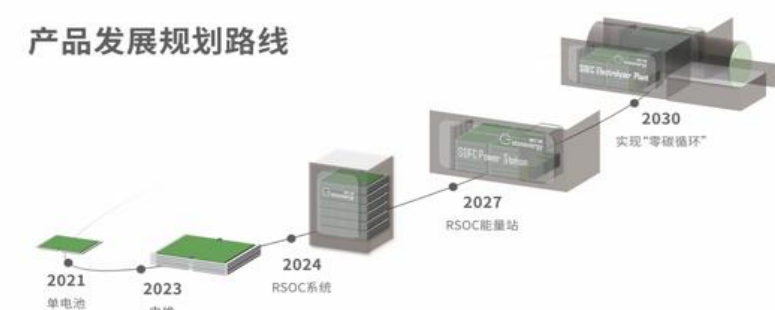 产品发展规划路线
SOEC Electrolyzer Plant
2030
实现“零碳循环”
SOFC Power Station
2027
RSOC能量站
2024
RSOC系统
2023
2021
单电池